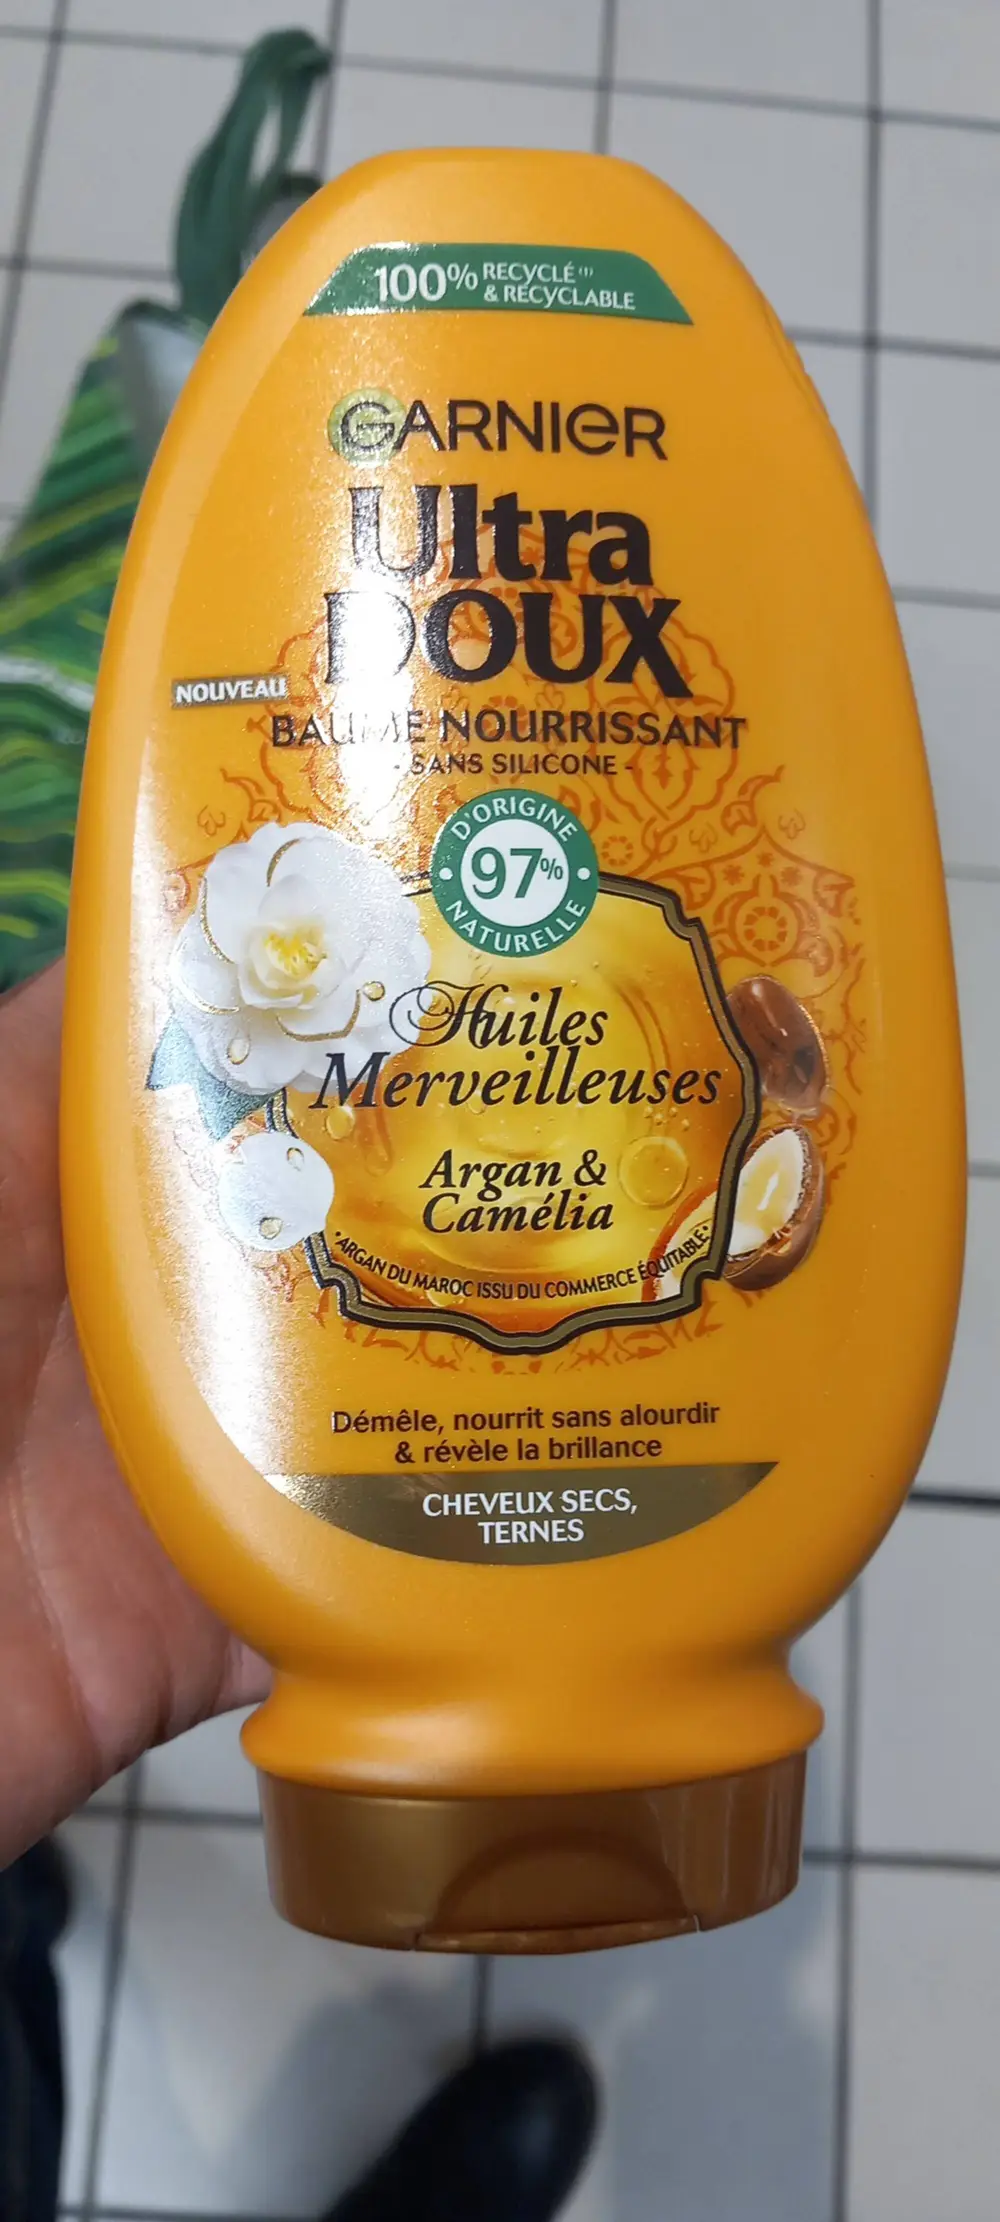 100% RECYCLÉ (1)
& RECYCLABLE
GARNIER
Ultra
DOUX
NOUVEAU
BAUME NOURRISSANT
- SANS SILICONE -
D'ORIGINE
97%
NATURELLE
Huiles
Merveilleuses
Argan &
Camélia
•ARGAN DU MAROC ISSU DU COMMERCE ÉQUITABLE•
Démêle, nourrit sans alourdir
& révèle la brillance
CHEVEUX SECS,
TERNES